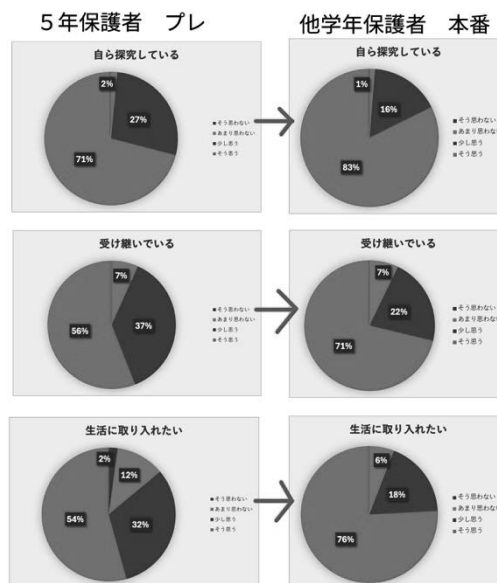 ５年保護者　プレ
他学年保護者　本番
自ら探究している
2%
27%
71%
■そう思わない
■あまり思わない
■少し思う
■そう思う
自ら探究している
1%
16%
83%
■そう思わない
■あまり思わない
■少し思う
■そう思う
受け継いでいる
7%
37%
56%
■そう思わない
■あまり思わない
■少し思う
■そう思う
受け継いでいる
7%
22%
71%
■そう思わない
■あまり思わない
■少し思う
■そう思う
生活に取り入れたい
2%
12%
32%
54%
■そう思わない
■あまり思わない
■少し思う
■そう思う
生活に取り入れたい
6%
18%
76%
■そう思わない
■あまり思わない
■少し思う
■そう思う